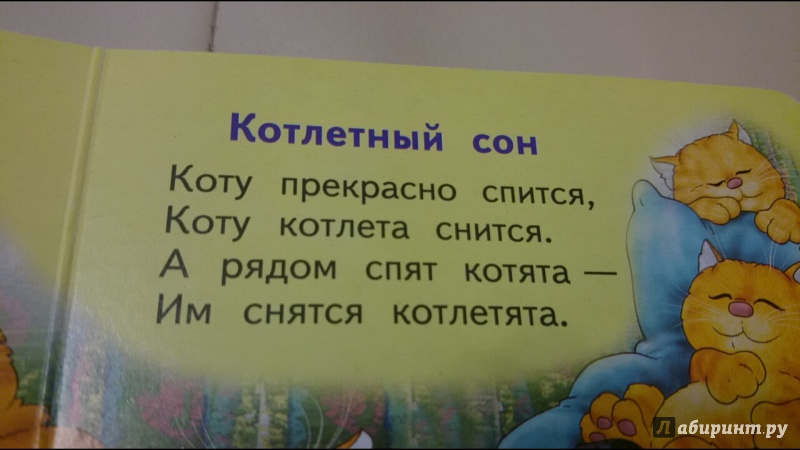 Котлетный сон
Коту прекрасно спится,
Коту котлета снится.
А рядом спят котята —
Им снятся котлетята.
Лабиринт.ру